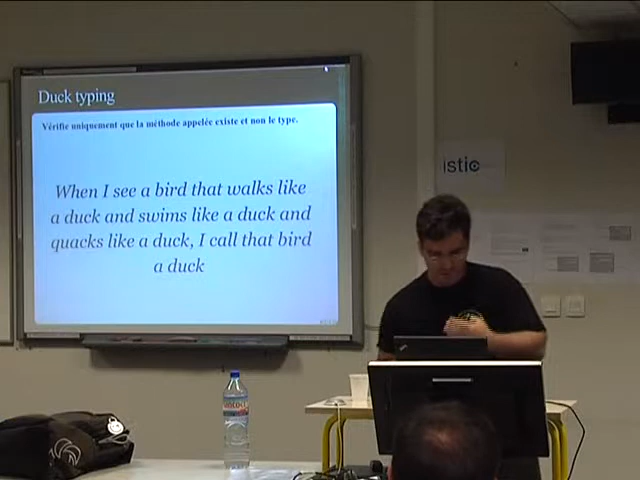 Duck typing
Vérifie uniquement que la méthode appelée existe et non le type.
When I see a bird that walks like
a duck and swims like a duck and
quacks like a duck, I call that bird
a duck
istic